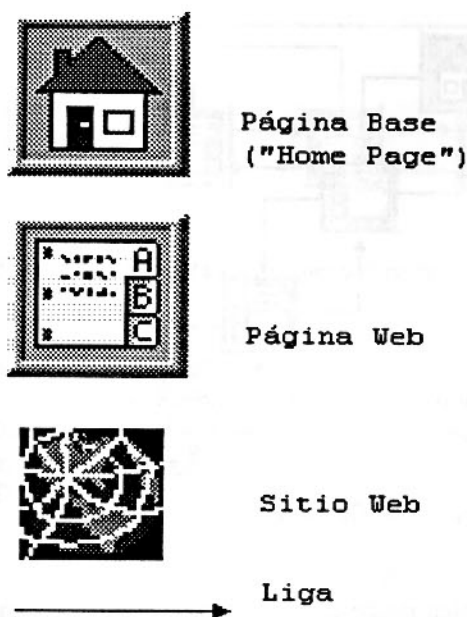 Página Base
("Home Page")
A
B
C
Página Web
Sitio Web
Liga